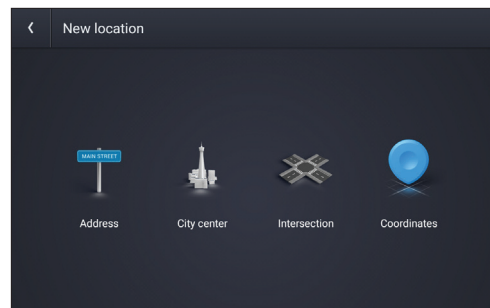 New location
MAIN STREET
Address
City center
Intersection
Coordinates